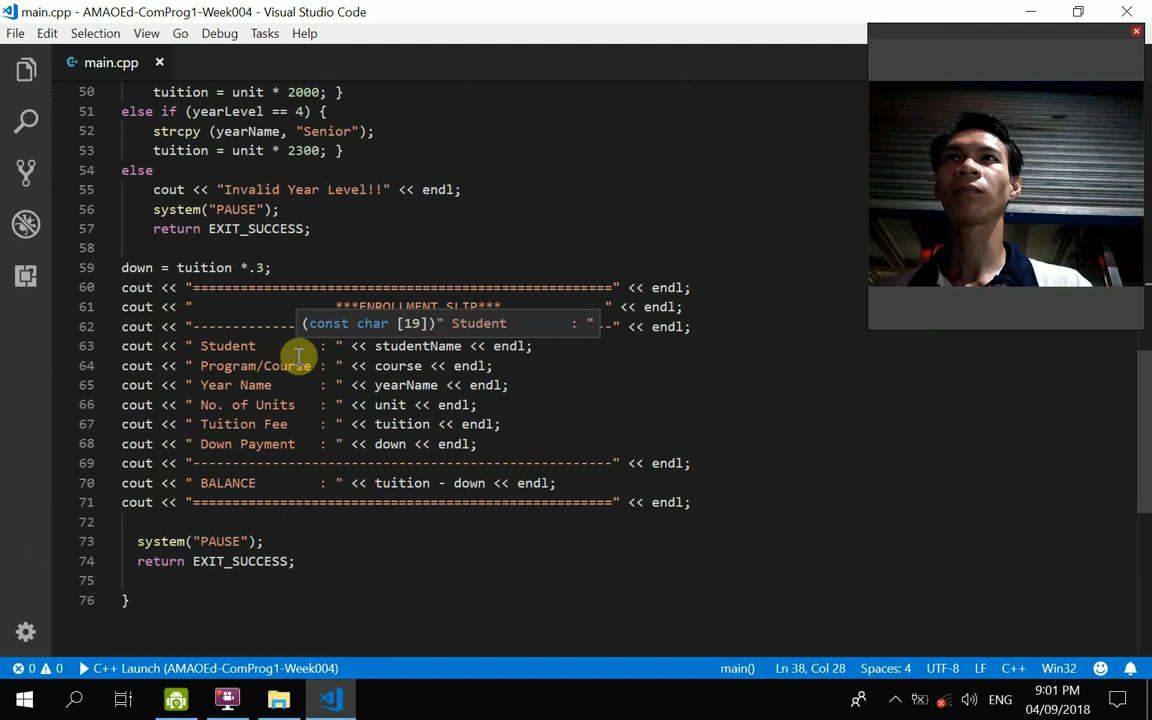 main.cpp - AMAOEd-ComProg1-Week004 - Visual Studio Code
File Edit Selection View Go Debug Tasks Help
main.cpp
50 tuition = unit * 2000; }
51 else if (yearLevel == 4) {
52 strcpy (yearName, "Senior");
53 tuition = unit * 2300; }
54 else
55 cout << "Invalid Year Level!!" << endl;
56 system("PAUSE");
57 return EXIT_SUCCESS;
58
59 down = tuition *.3;
60 cout << "=====================================================" << endl;
61 cout << " ***ENROLLMENT SLIP*** " << endl;
(const char [19])" Student : "
62 cout << "-------------- --" << endl;
63 cout << " Student : " << studentName << endl;
64 cout << " Program/Course : " << course << endl;
65 cout << " Year Name : " << yearName << endl;
66 cout << " No. of Units : " << unit << endl;
67 cout << " Tuition Fee : " << tuition << endl;
68 cout << " Down Payment : " << down << endl;
69 cout << "-----------------------------------------------------" << endl;
70 cout << " BALANCE : " << tuition - down << endl;
71 cout << "=====================================================" << endl;
72
73 system("PAUSE");
74 return EXIT_SUCCESS;
75
76 }
0 0 C++ Launch (AMAOEd-ComProg1-Week004) main() Ln 38, Col 28 Spaces: 4 UTF-8 LF C++ Win32
ENG 9:01 PM
04/09/2018